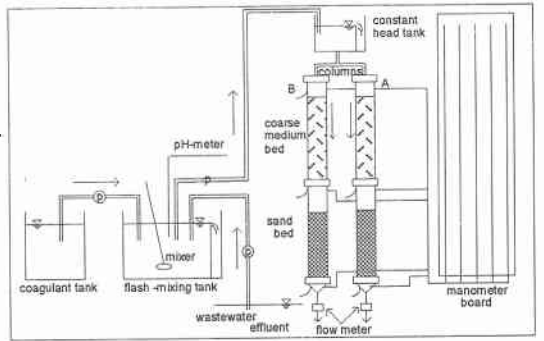 constant
head tank
columns
B
A
coarse
medium
bed
pH-meter
p
p
sand
bed
mixer
p
coagulant tank
flash -mixing tank
wastewater
effluent
flow meter
manometer
board